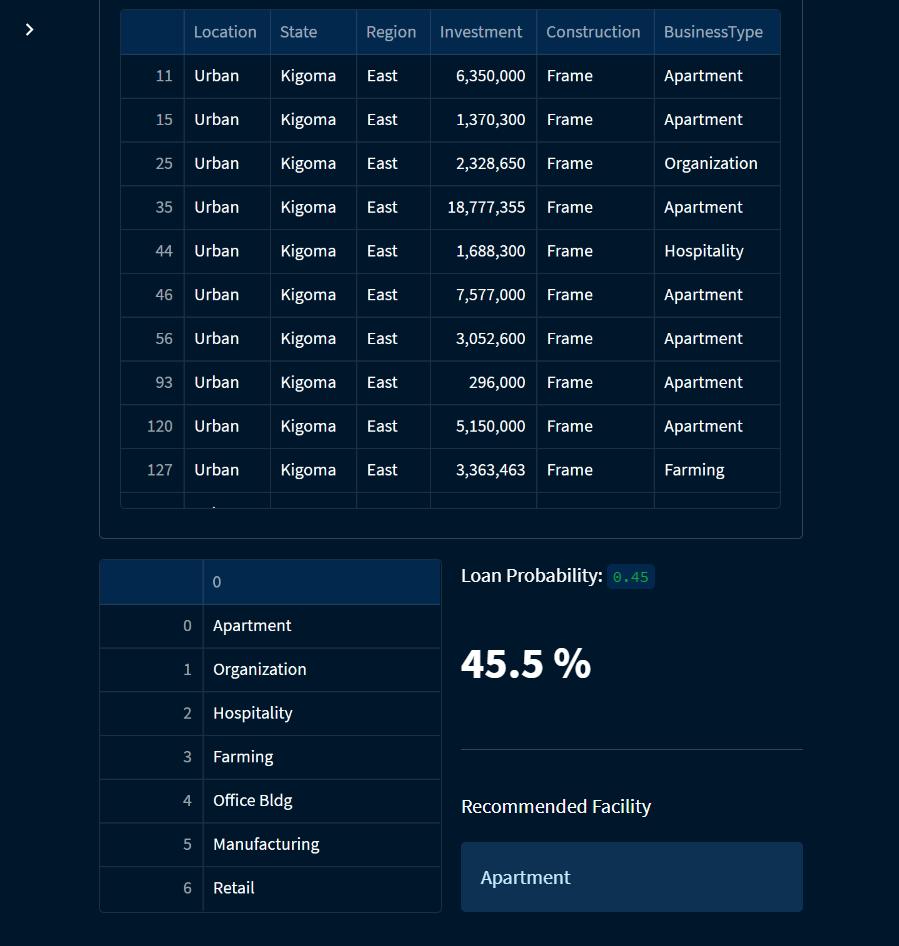 Location State Region Investment Construction BusinessType
11 Urban Kigoma East 6,350,000 Frame Apartment
15 Urban Kigoma East 1,370,300 Frame Apartment
25 Urban Kigoma East 2,328,650 Frame Organization
35 Urban Kigoma East 18,777,355 Frame Apartment
44 Urban Kigoma East 1,688,300 Frame Hospitality
46 Urban Kigoma East 7,577,000 Frame Apartment
56 Urban Kigoma East 3,052,600 Frame Apartment
93 Urban Kigoma East 296,000 Frame Apartment
120 Urban Kigoma East 5,150,000 Frame Apartment
127 Urban Kigoma East 3,363,463 Frame Farming
0
0 Apartment
1 Organization
2 Hospitality
3 Farming
4 Office Bldg
5 Manufacturing
6 Retail
Loan Probability: 0.45
45.5 %
Recommended Facility
Apartment